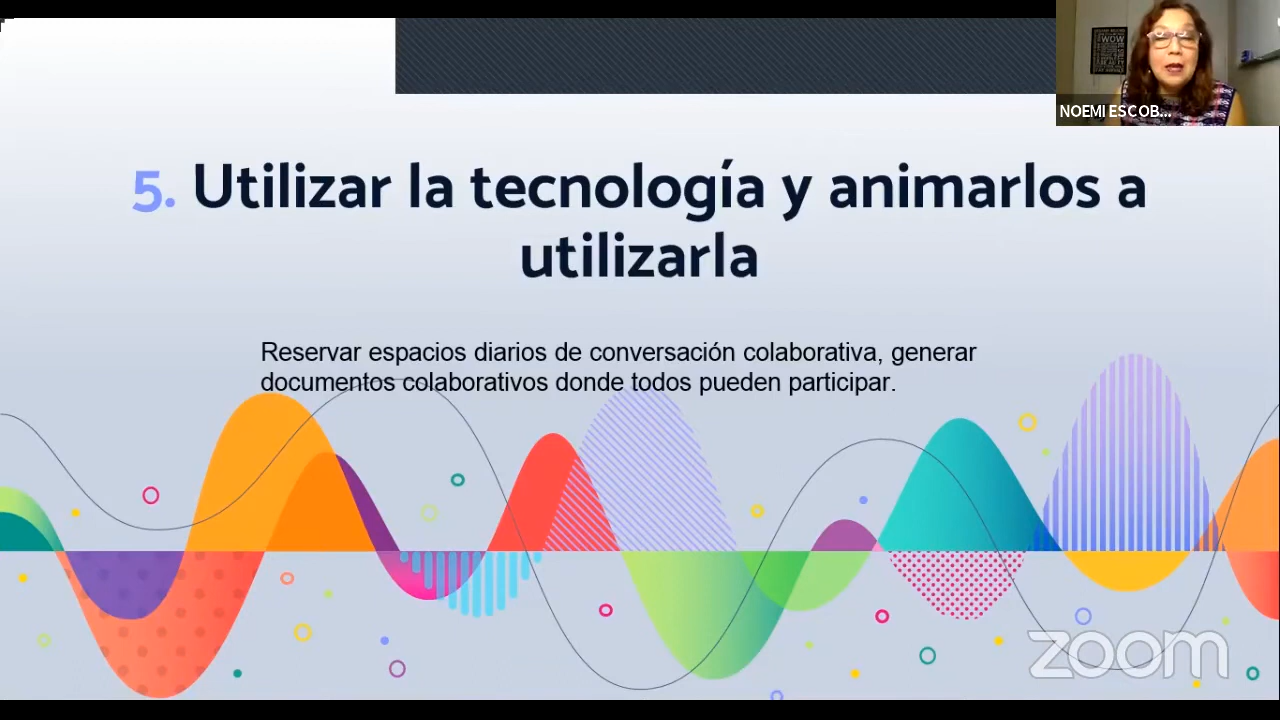 WOW
NOEMI ESCOB...
5. Utilizar la tecnología y animarlos a
utilizarla
Reservar espacios diarios de conversación colaborativa, generar
documentos colaborativos donde todos pueden participar.
zoom